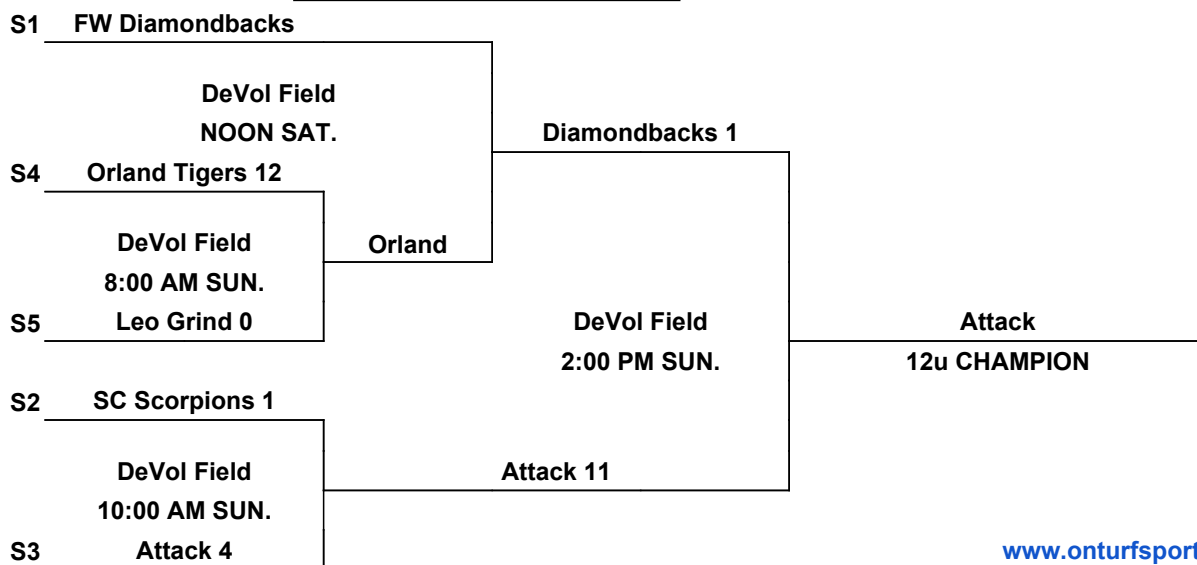 S1 FW Diamondbacks
DeVol Field
NOON SAT.
Diamondbacks 1
S4 Orland Tigers 12
DeVol Field
Orland
8:00 AM SUN.
S5 Leo Grind 0
DeVol Field
Attack
2:00 PM SUN.
12u CHAMPION
S2 SC Scorpions 1
DeVol Field
Attack 11
10:00 AM SUN.
S3 Attack 4
www.onturfsport